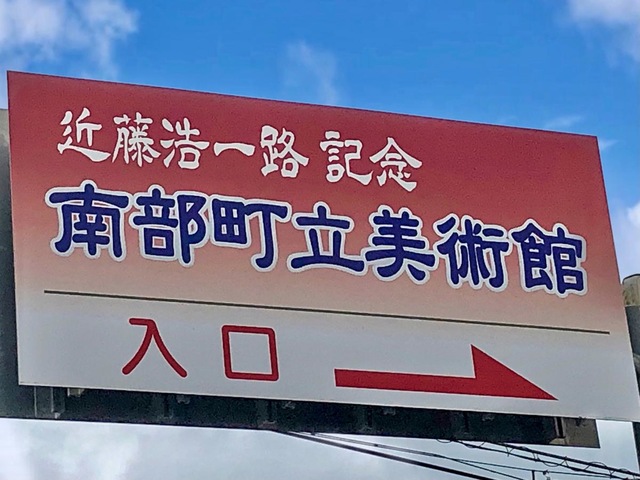 近藤浩一路 記念
南部町立美術館
入口